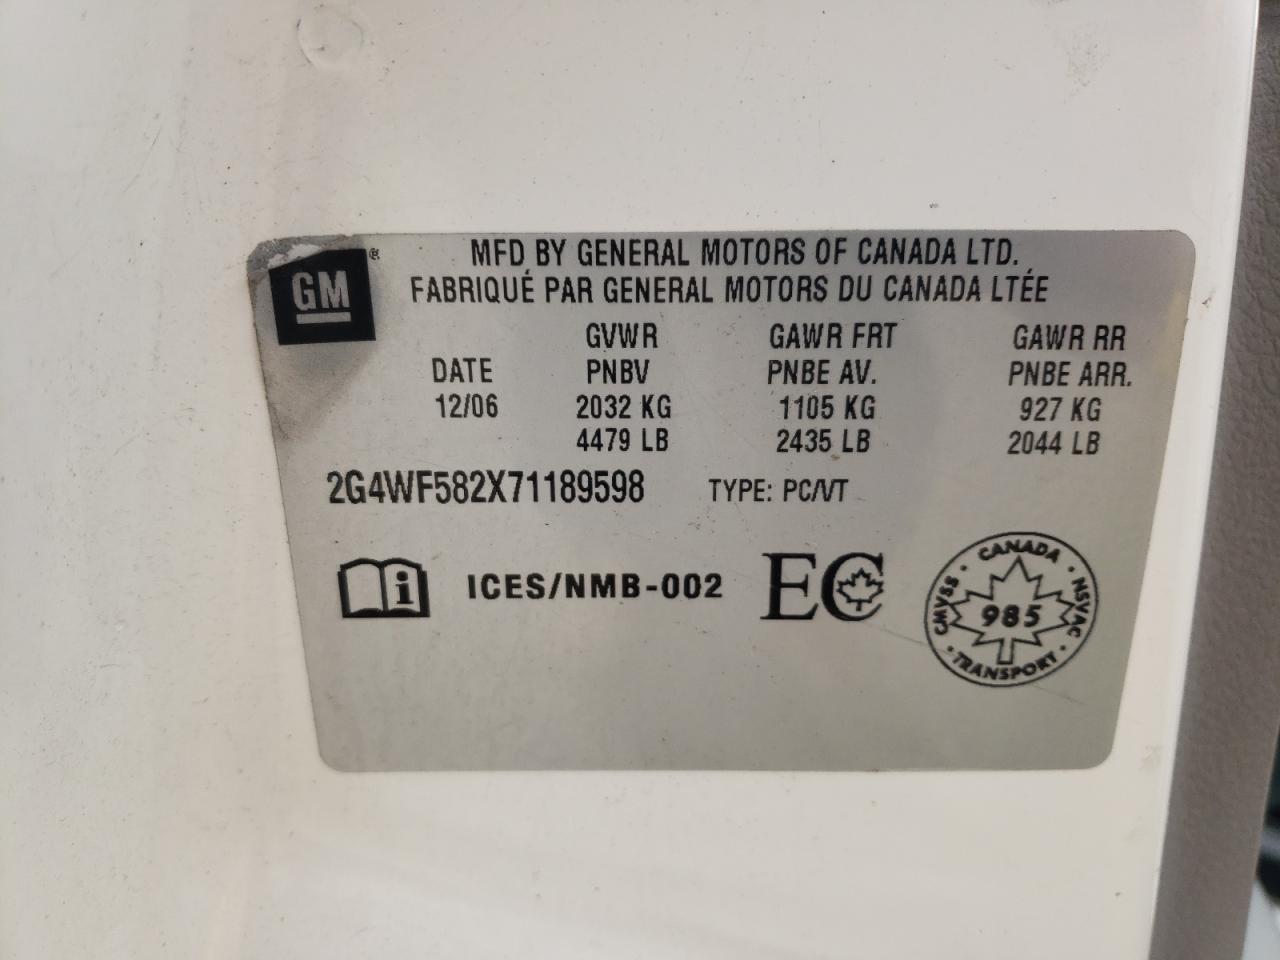 GM ®
MFD BY GENERAL MOTORS OF CANADA LTD.
FABRIQUÉ PAR GENERAL MOTORS DU CANADA LTÉE
GVWR GAWR FRT GAWR RR
DATE PNBV PNBE AV. PNBE ARR.
12/06 2032 KG 1105 KG 927 KG
4479 LB 2435 LB 2044 LB
2G4WF582X71189598 TYPE: PC/VT
i ICES/NMB-002 EC
CANADA
CMVSS · 985 · NSVAC
· TRANSPORT ·